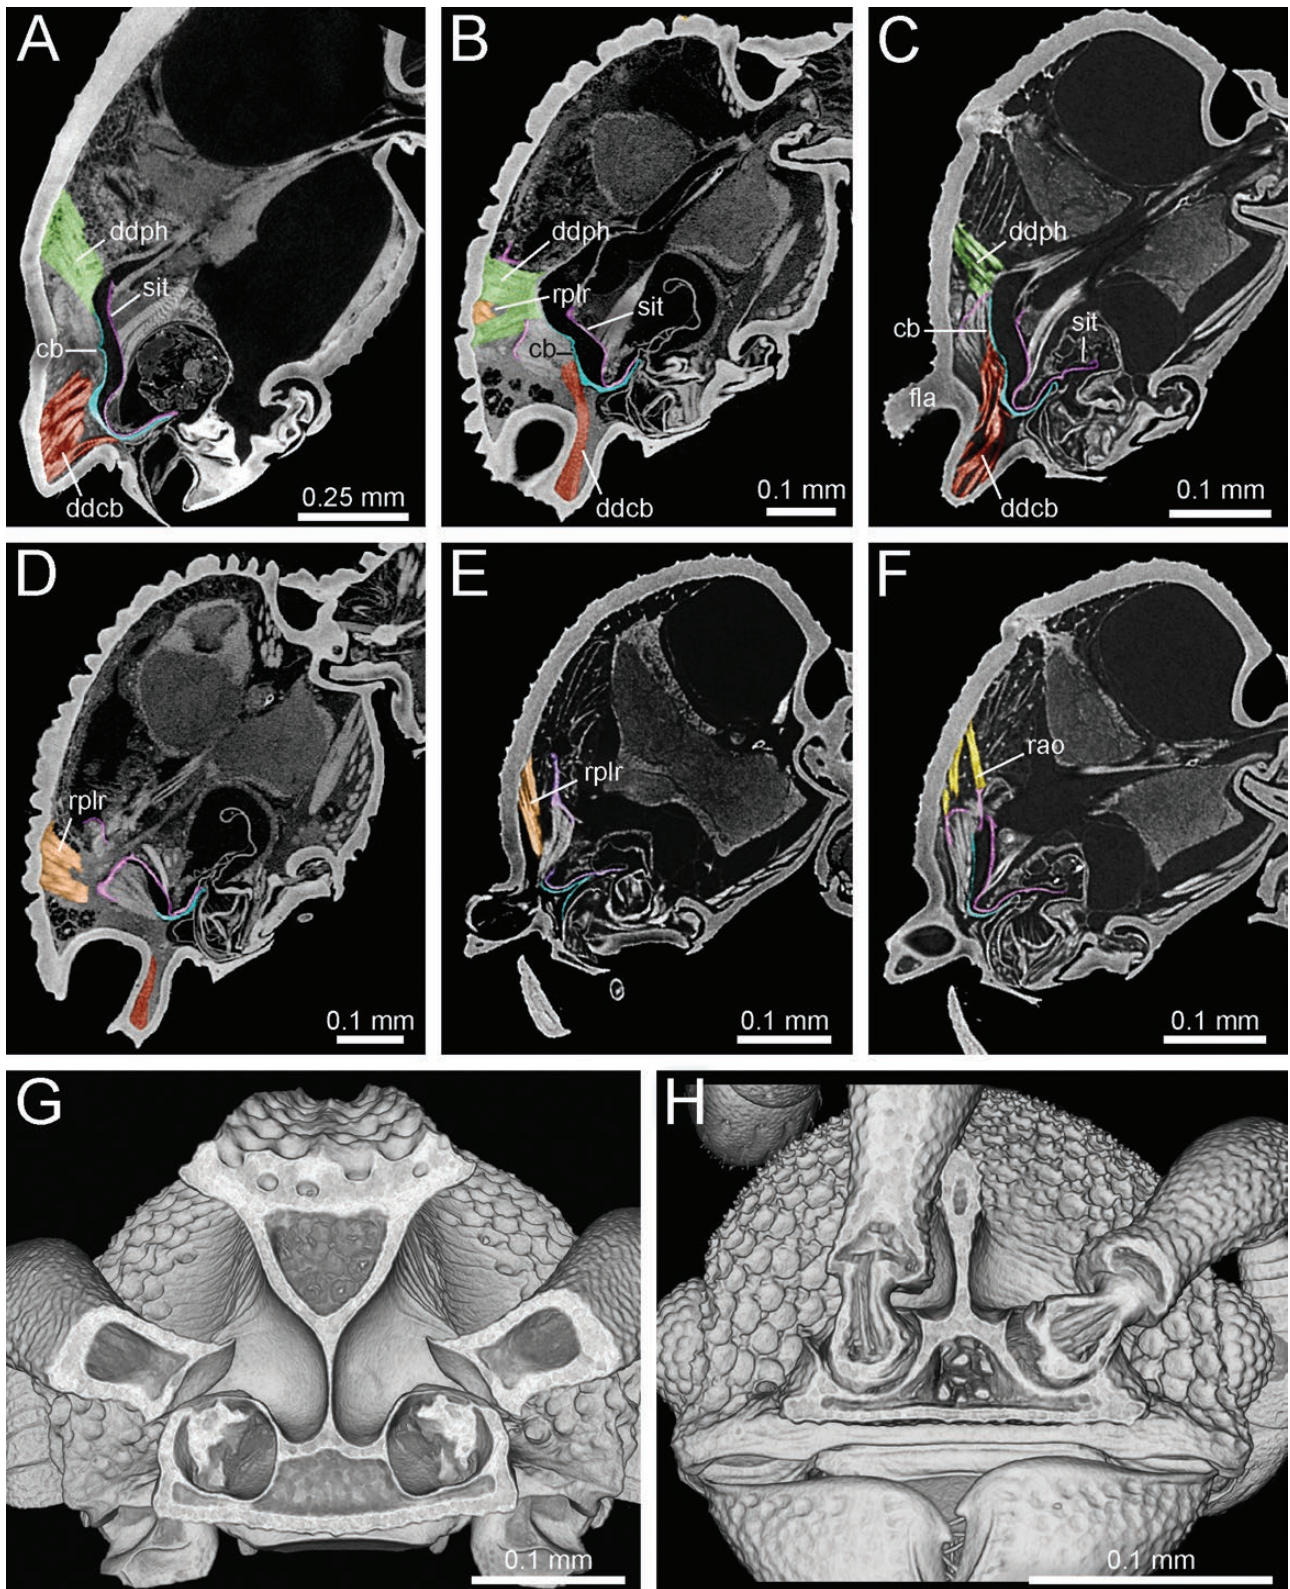 A
ddph
sit
cb
ddcb
0.25 mm
B
ddph
rplr
sit
cb
ddcb
0.1 mm
C
ddph
cb
sit
fla
ddcb
0.1 mm
D
rplr
0.1 mm
E
rplr
0.1 mm
F
rao
0.1 mm
G
0.1 mm
H
0.1 mm